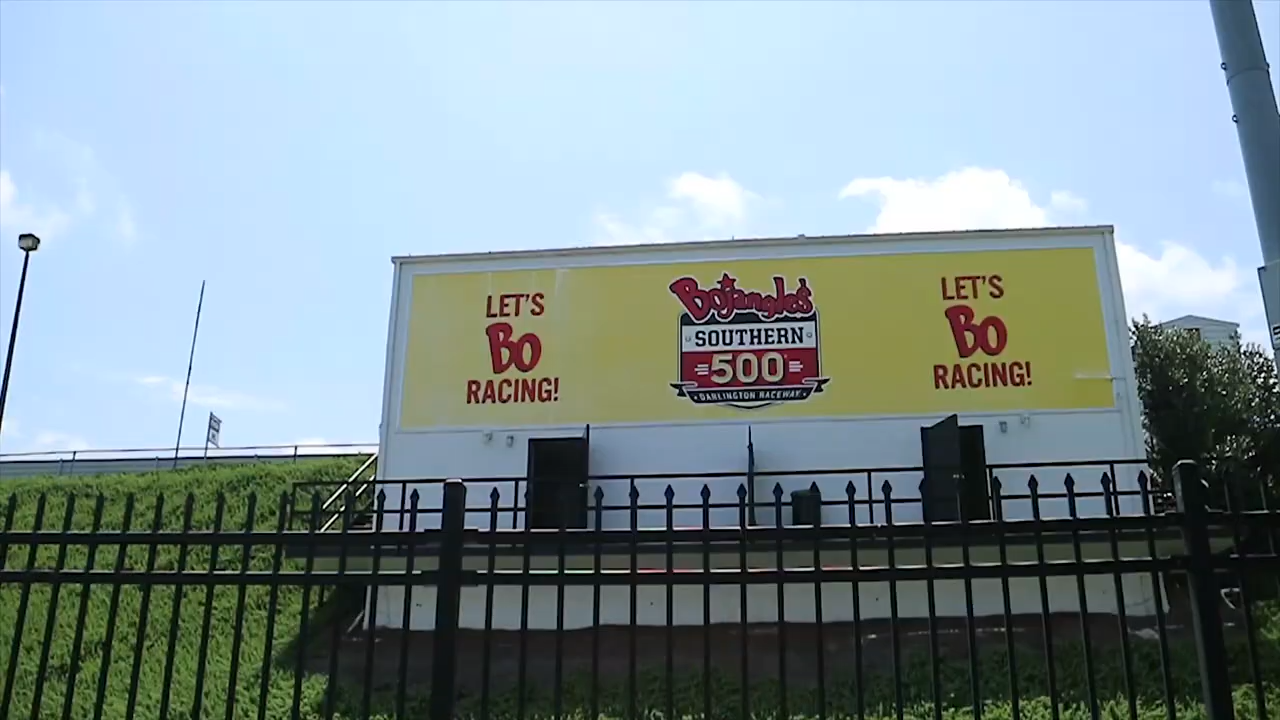 LET'S
BO
RACING!
Bojangles'
SOUTHERN
500
DARLINGTON RACEWAY
LET'S
BO
RACING!